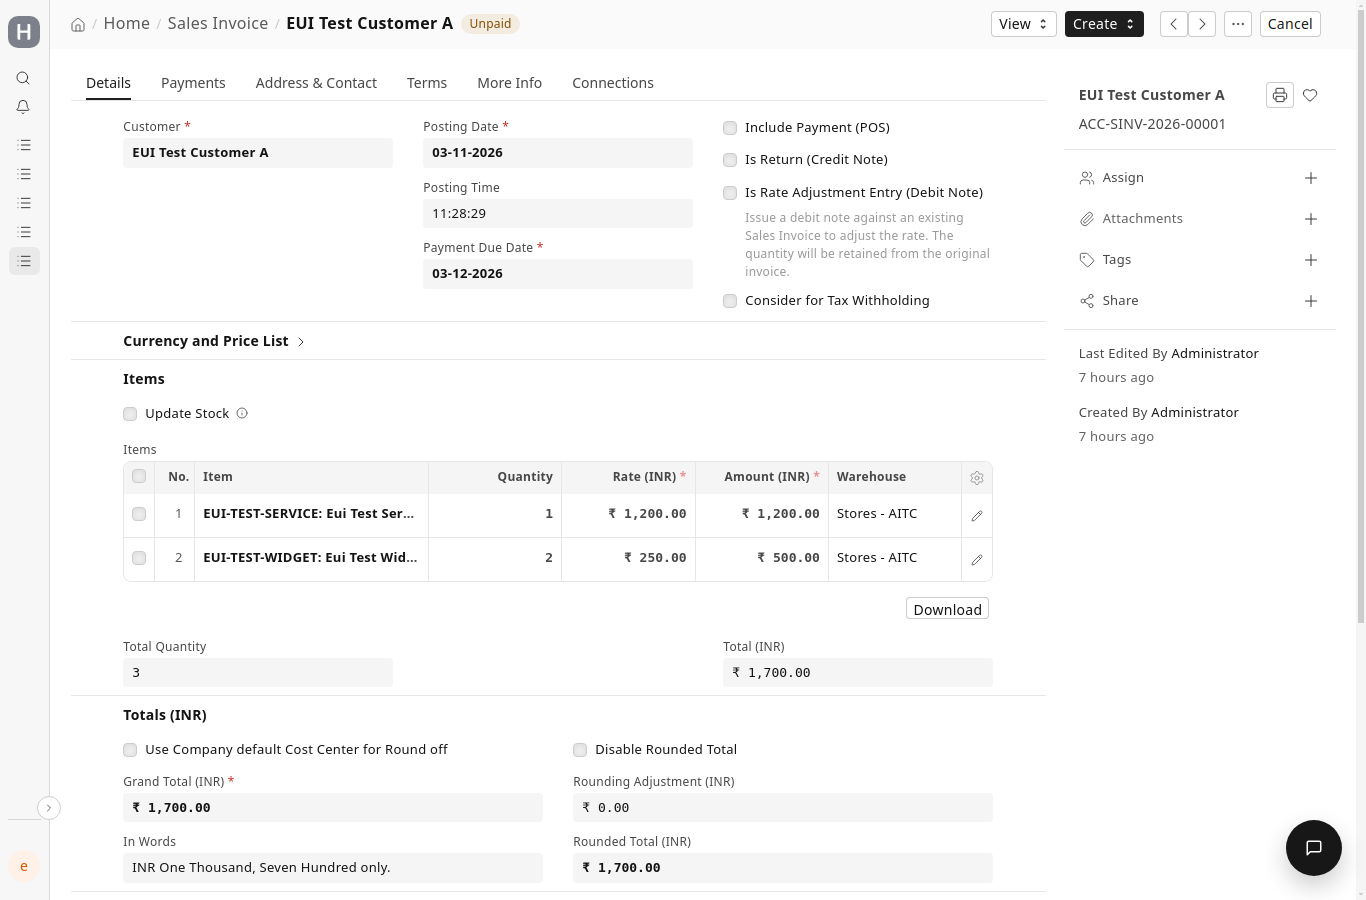 H
Home / Sales Invoice / EUI Test Customer A Unpaid
View Create ... Cancel
Details Payments Address & Contact Terms More Info Connections
Customer *
EUI Test Customer A
Posting Date *
03-11-2026
Posting Time
11:28:29
Payment Due Date *
03-12-2026
Include Payment (POS)
Is Return (Credit Note)
Is Rate Adjustment Entry (Debit Note)
Issue a debit note against an existing
Sales Invoice to adjust the rate. The
quantity will be retained from the original
invoice.
Consider for Tax Withholding
Currency and Price List
Items
Update Stock
Items
No. Item Quantity Rate (INR) * Amount (INR) * Warehouse
1 EUI-TEST-SERVICE: Eui Test Ser... 1 ₹ 1,200.00 ₹ 1,200.00 Stores - AITC
2 EUI-TEST-WIDGET: Eui Test Wid... 2 ₹ 250.00 ₹ 500.00 Stores - AITC
Download
Total Quantity
3
Total (INR)
₹ 1,700.00
Totals (INR)
Use Company default Cost Center for Round off
Disable Rounded Total
Grand Total (INR) *
₹ 1,700.00
Rounding Adjustment (INR)
₹ 0.00
In Words
INR One Thousand, Seven Hundred only.
Rounded Total (INR)
₹ 1,700.00
EUI Test Customer A
ACC-SINV-2026-00001
Assign
Attachments
Tags
Share
Last Edited By Administrator
7 hours ago
Created By Administrator
7 hours ago
e